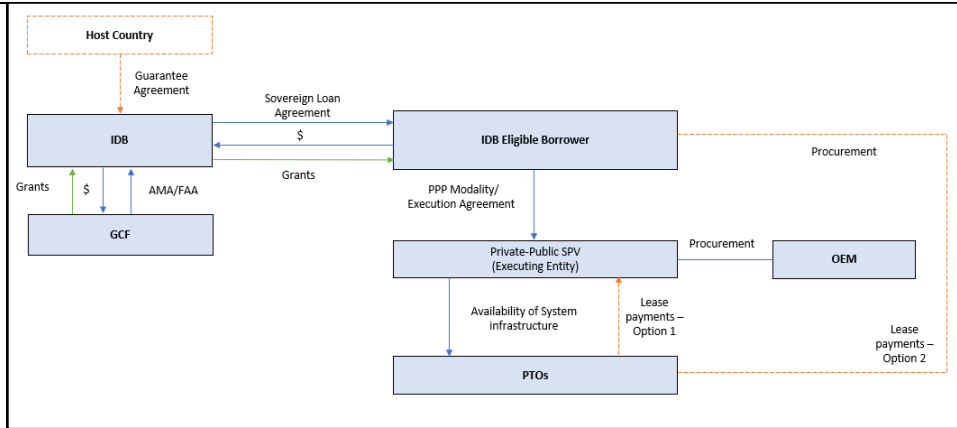 Host Country
Guarantee
Agreement
Sovereign Loan
Agreement
IDB
$
IDB Eligible Borrower
Procurement
Grants
$
AMA/FAA
Grants
PPP Modality/
Execution Agreement
GCF
Private-Public SPV
(Executing Entity)
Procurement
OEM
Availability of System
infrastructure
Lease
payments –
Option 1
Lease
payments –
Option 2
PTOs